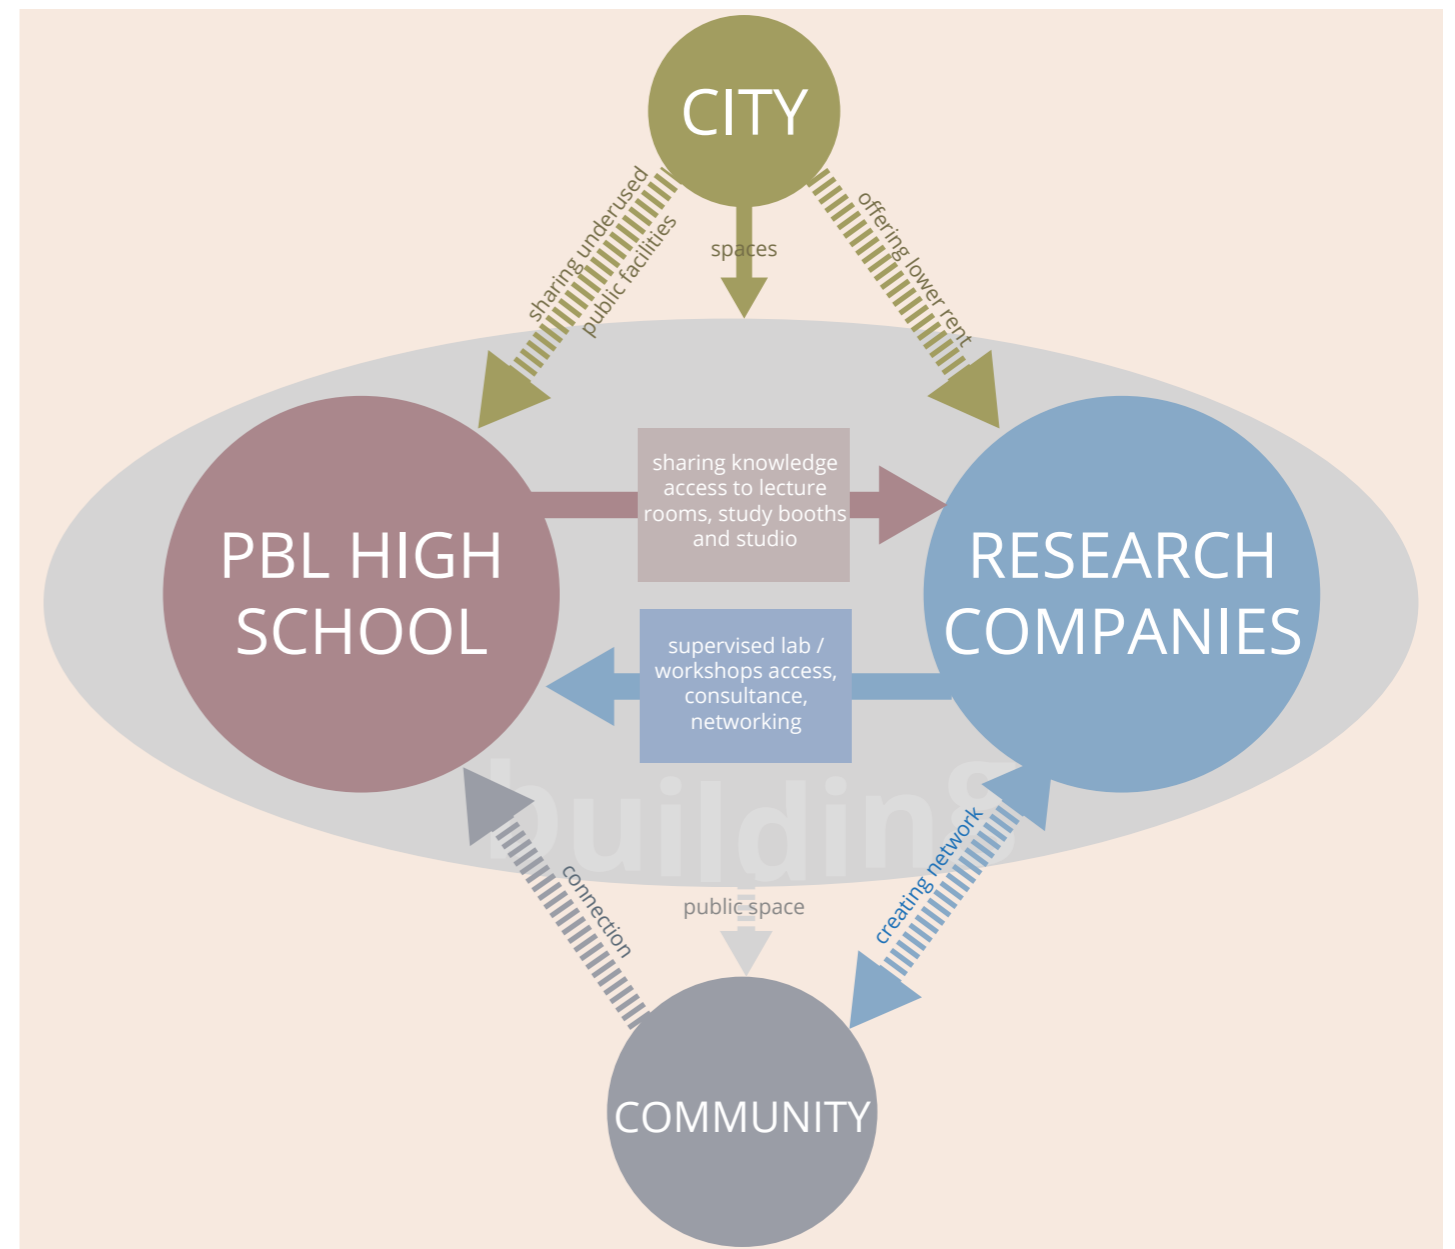 CITY
sharing underused
public facilities
spaces
offering lower rent
sharing knowledge
access to lecture
rooms, study booths
and studio
PBL HIGH
SCHOOL
RESEARCH
COMPANIES
supervised lab /
workshops access,
consultance,
networking
building
connection
public space
creating network
COMMUNITY